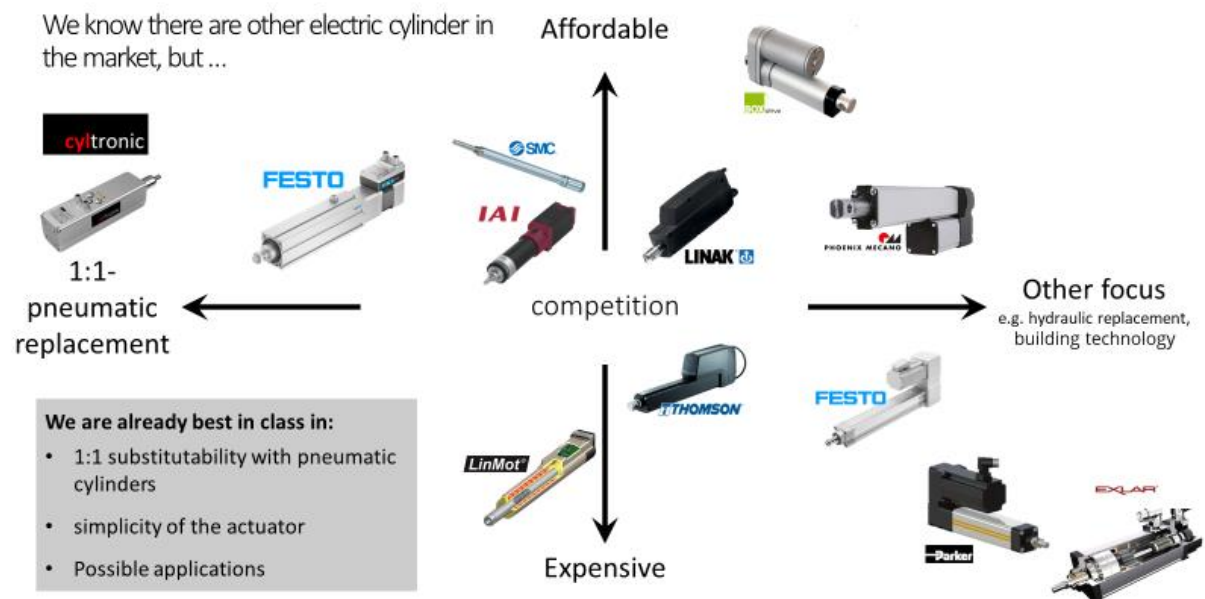 We know there are other electric cylinder in
the market, but ...
Affordable
cyltronic
FESTO
SMC
IAI
LINAK
PHOENIX MECANO
1:1-
pneumatic
replacement
competition
Other focus
e.g. hydraulic replacement,
building technology
THOMSON
FESTO
We are already best in class in:
• 1:1 substitutability with pneumatic
cylinders
• simplicity of the actuator
• Possible applications
LinMot®
EXLAR
Parker
Expensive